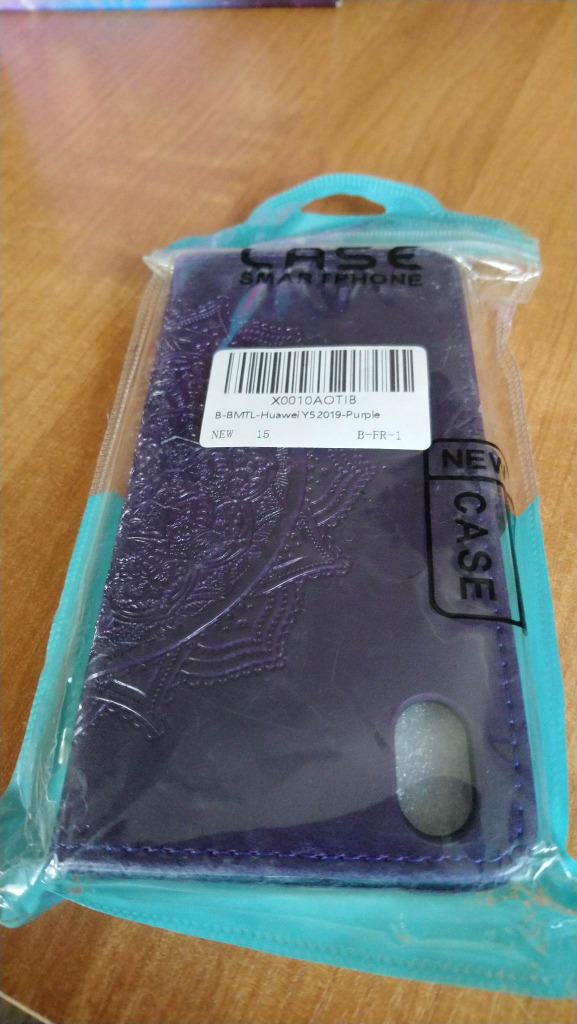 CASE
SMARTPHONE
X0010AOTIB
B-BMTL-Huawei Y5 2019-Purple
NEW 15 B-FR-1
NEW
CASE